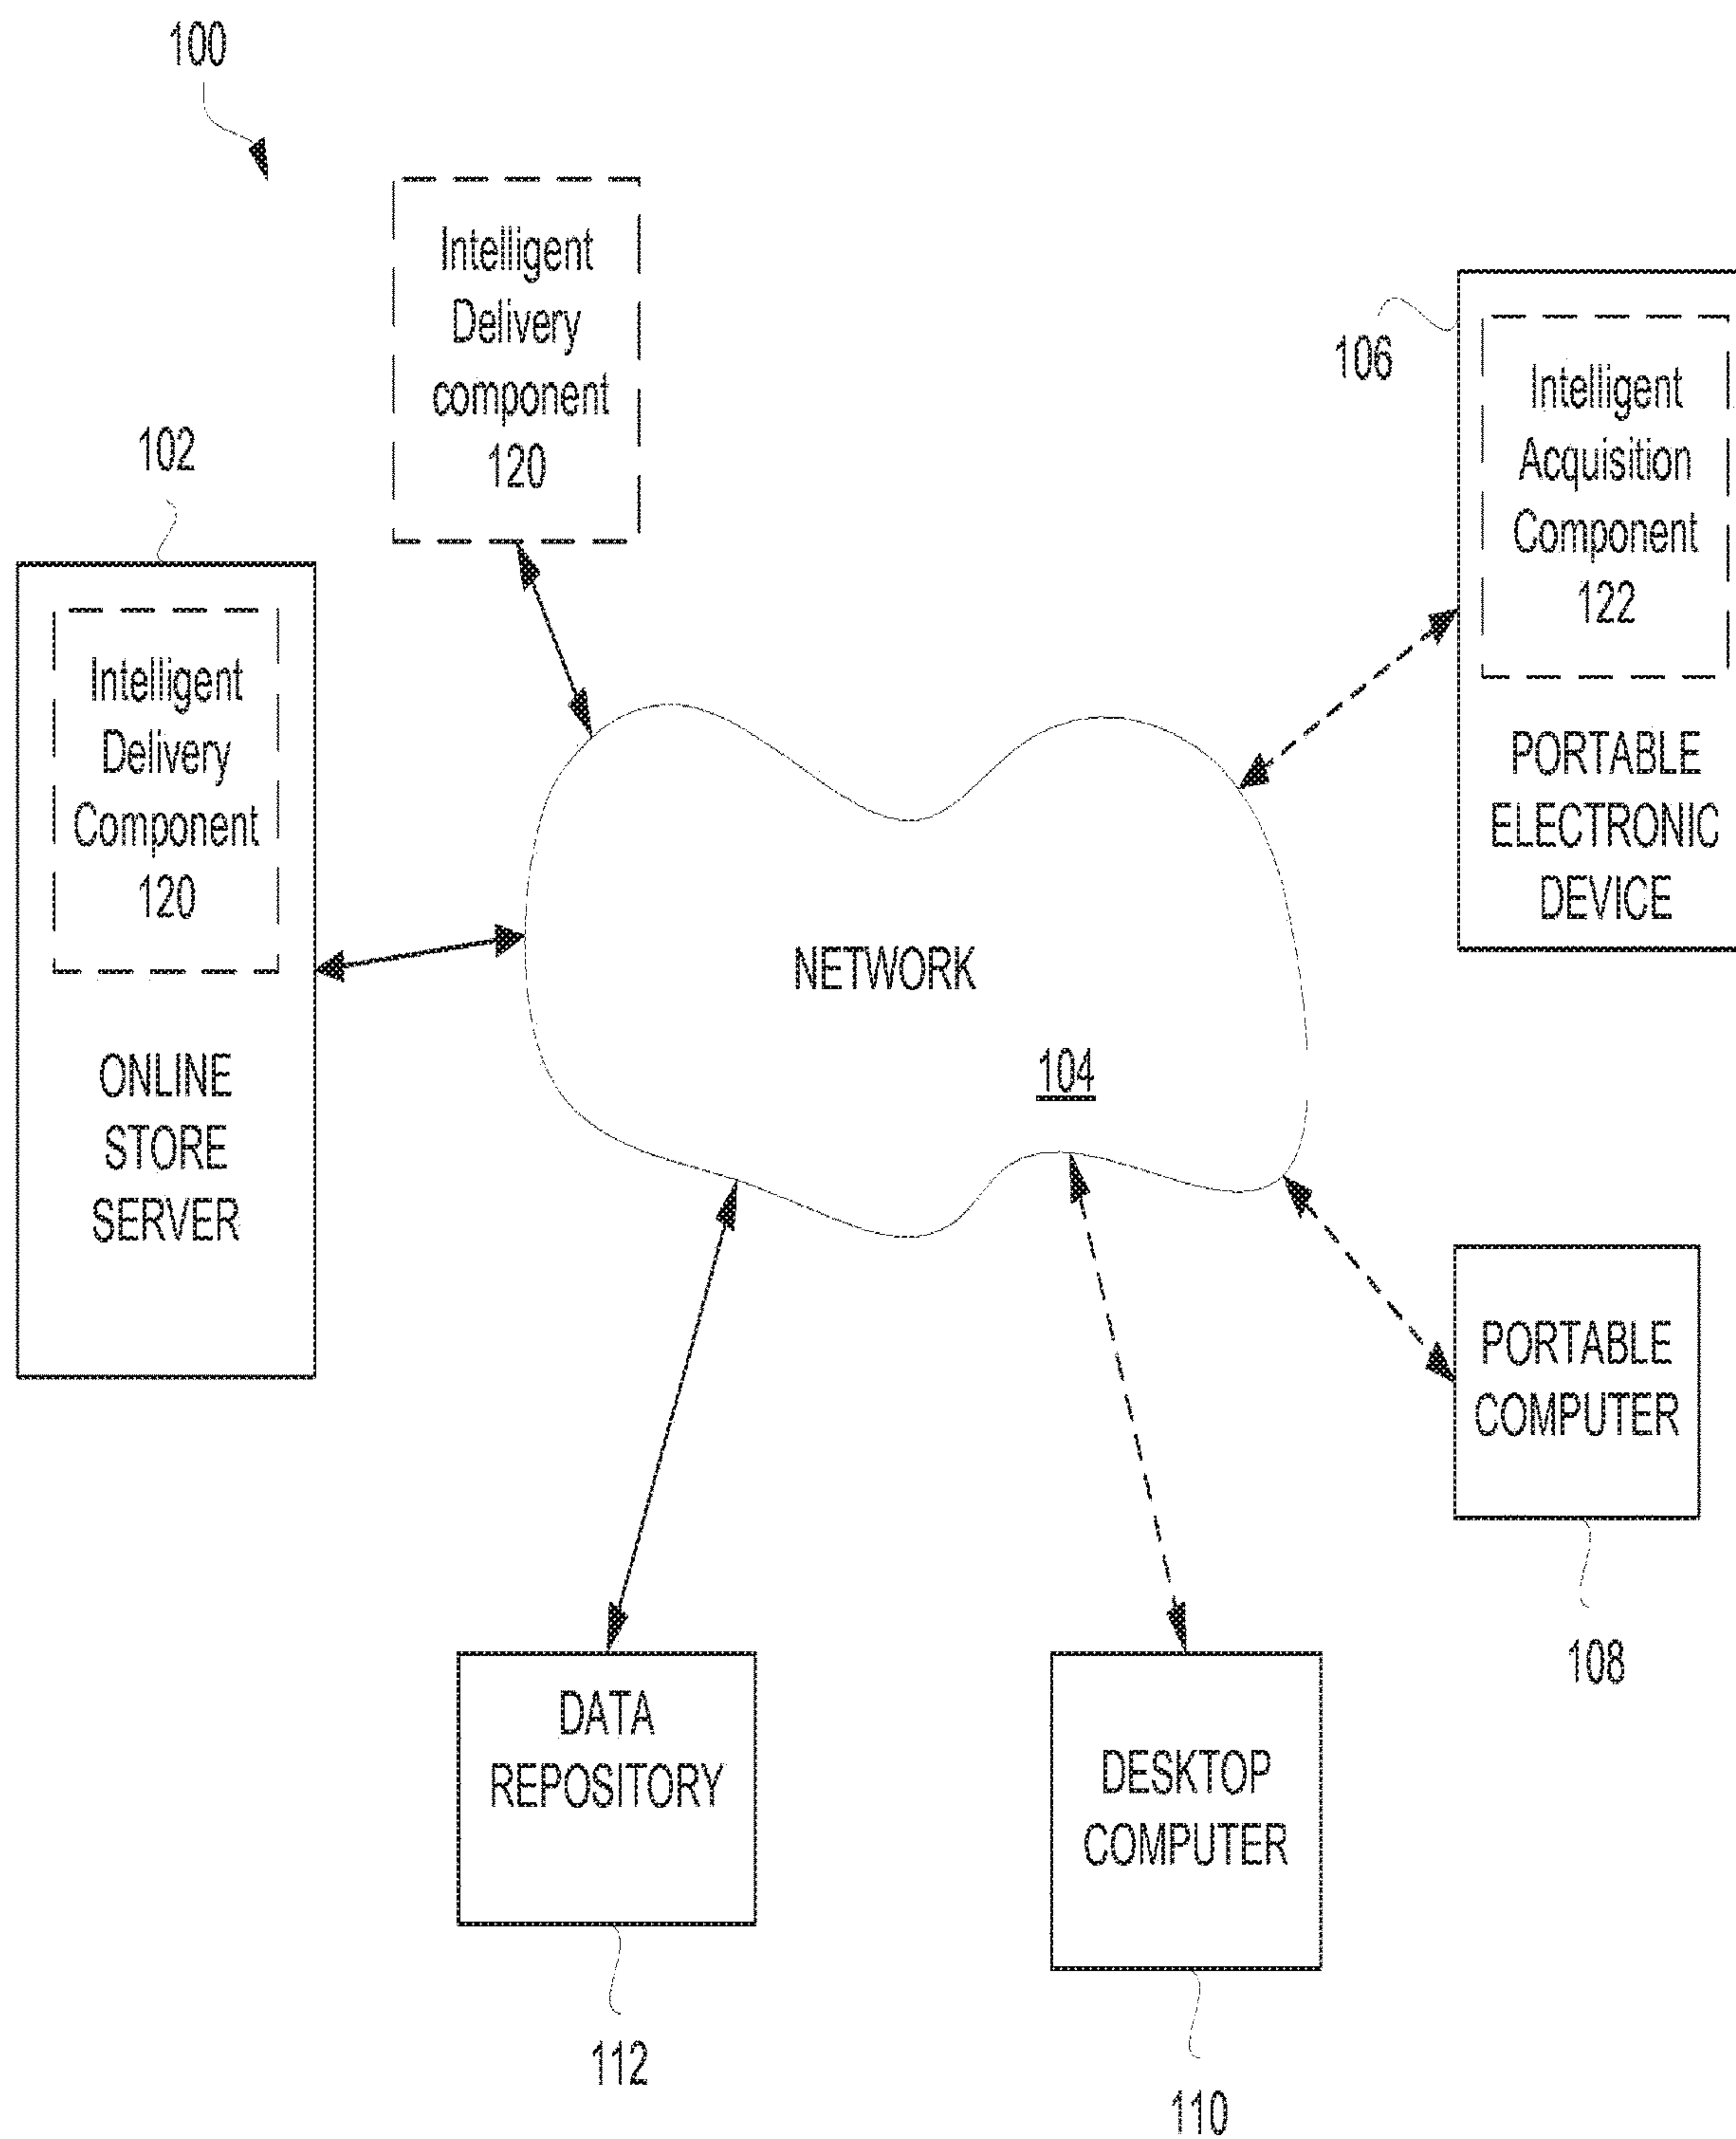 100
Intelligent
Delivery
component
120
106
Intelligent
Acquisition
Component
122
PORTABLE
ELECTRONIC
DEVICE
102
Intelligent
Delivery
Component
120
ONLINE
STORE
SERVER
NETWORK
104
PORTABLE
COMPUTER
108
DATA
REPOSITORY
112
DESKTOP
COMPUTER
110